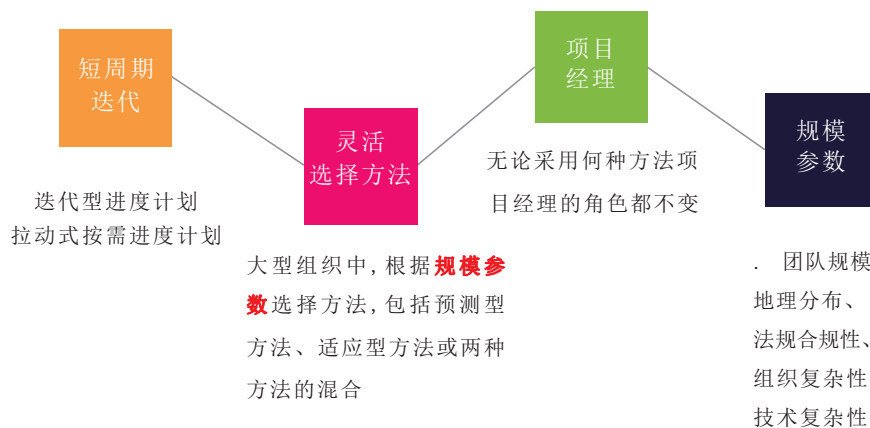 短周期
迭代
迭代型进度计划
拉动式按需进度计划
灵活
选择方法
大型组织中,根据规模参
数选择方法,包括预测型
方法、适应型方法或两种
方法的混合
项目
经理
无论采用何种方法项
目经理的角色都不变
规模
参数
. 团队规模
地理分布、
法规合规性、
组织复杂性
技术复杂性